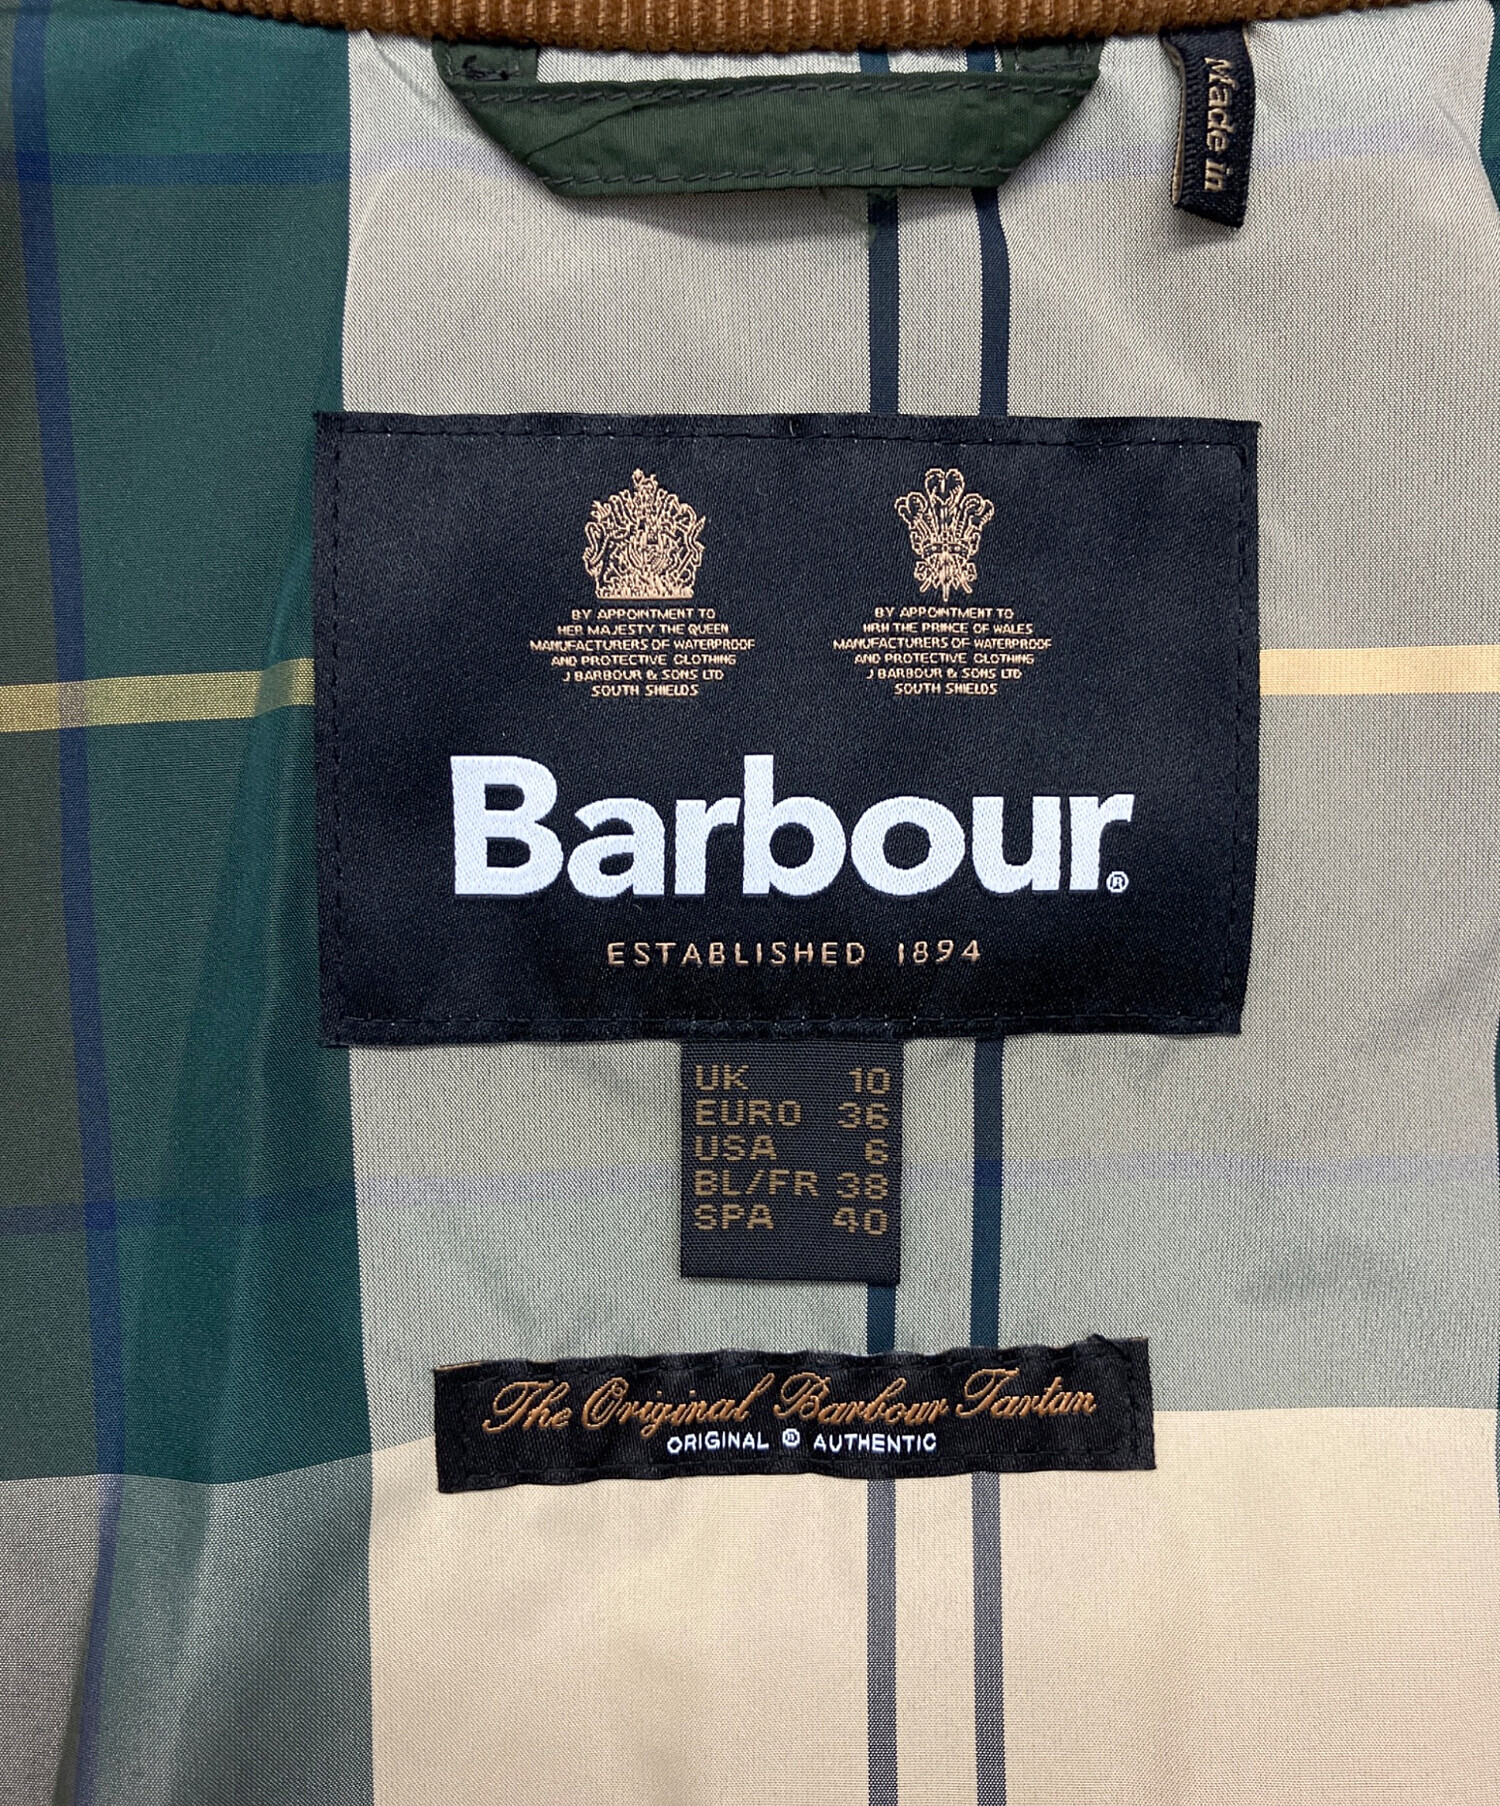 Made in
BY APPOINTMENT TO
HER MAJESTY THE QUEEN
MANUFACTURERS OF WATERPROOF
AND PROTECTIVE CLOTHING
J BARBOUR & SONS LTD
SOUTH SHIELDS
BY APPOINTMENT TO
HRH THE PRINCE OF WALES
MANUFACTURERS OF WATERPROOF
AND PROTECTIVE CLOTHING
J BARBOUR & SONS LTD
SOUTH SHIELDS
Barbour®
ESTABLISHED 1894
UK 10
EURO 36
USA 6
BL/FR 38
SPA 40
The Original Barbour Tartan
ORIGINAL ® AUTHENTIC